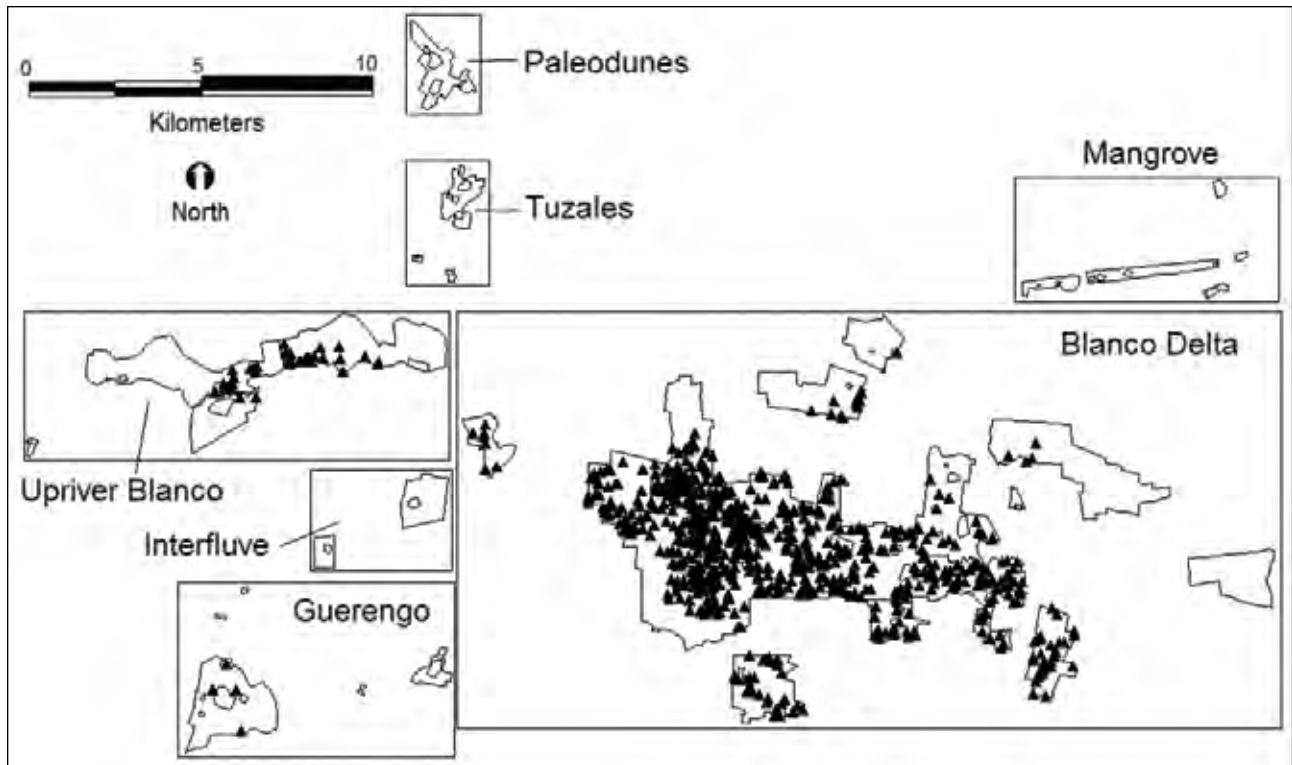 0 5 10
Kilometers
North
Paleodunes
Tuzales
Mangrove
Blanco Delta
Upriver Blanco
Interfluve
Guerengo